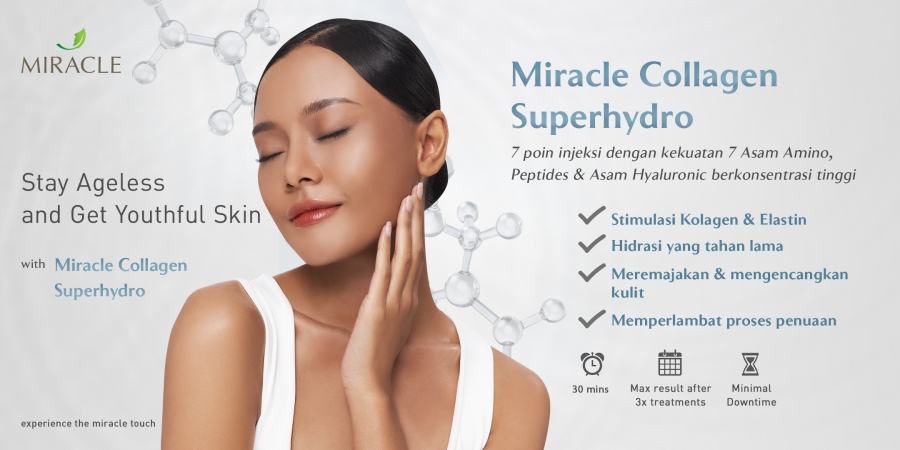 MIRACLE
Stay Ageless
and Get Youthful Skin
with Miracle Collagen
Superhydro
experience the miracle touch
Miracle Collagen
Superhydro
7 poin injeksi dengan kekuatan 7 Asam Amino,
Peptides & Asam Hyaluronic berkonsentrasi tinggi
Stimulasi Kolagen & Elastin
Hidrasi yang tahan lama
Meremajakan & mengencangkan
kulit
Memperlambat proses penuaan
30 mins
Max result after
3x treatments
Minimal
Downtime